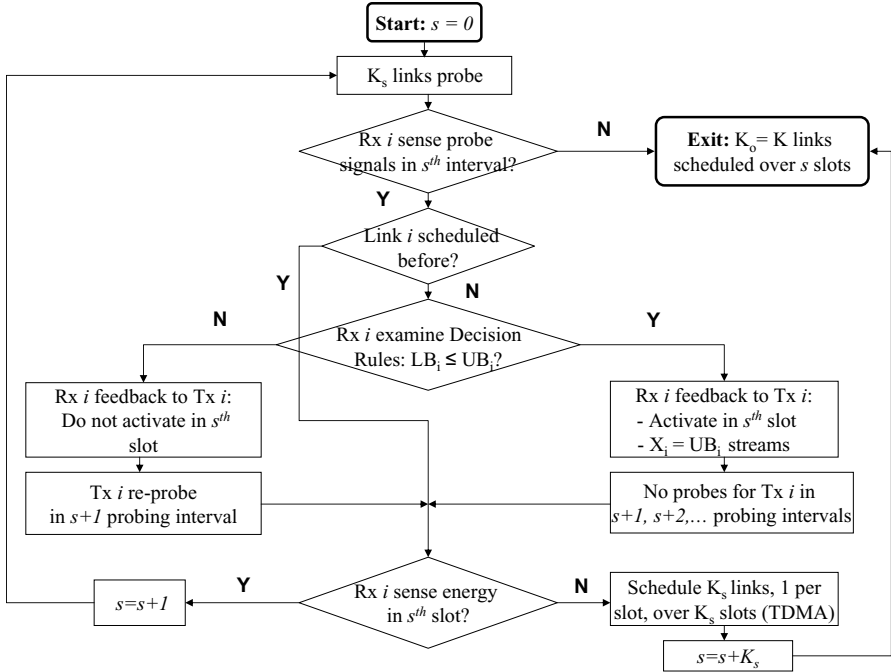 Start: s = 0
Kₛ links probe
Rx i sense probe
signals in sᵗʰ interval?
N
Exit: Kₒ= K links
scheduled over s slots
Y
Link i scheduled
before?
Y
N
N
Rx i examine Decision
Rules: LBᵢ ≤ UBᵢ?
Y
Rx i feedback to Tx i:
Do not activate in sᵗʰ
slot
Rx i feedback to Tx i:
- Activate in sᵗʰ slot
- Xᵢ = UBᵢ streams
Tx i re-probe
in s+1 probing interval
No probes for Tx i in
s+1, s+2,… probing intervals
s=s+1
Y
Rx i sense energy
in sᵗʰ slot?
N
Schedule Kₛ links, 1 per
slot, over Kₛ slots (TDMA)
s=s+Kₛ